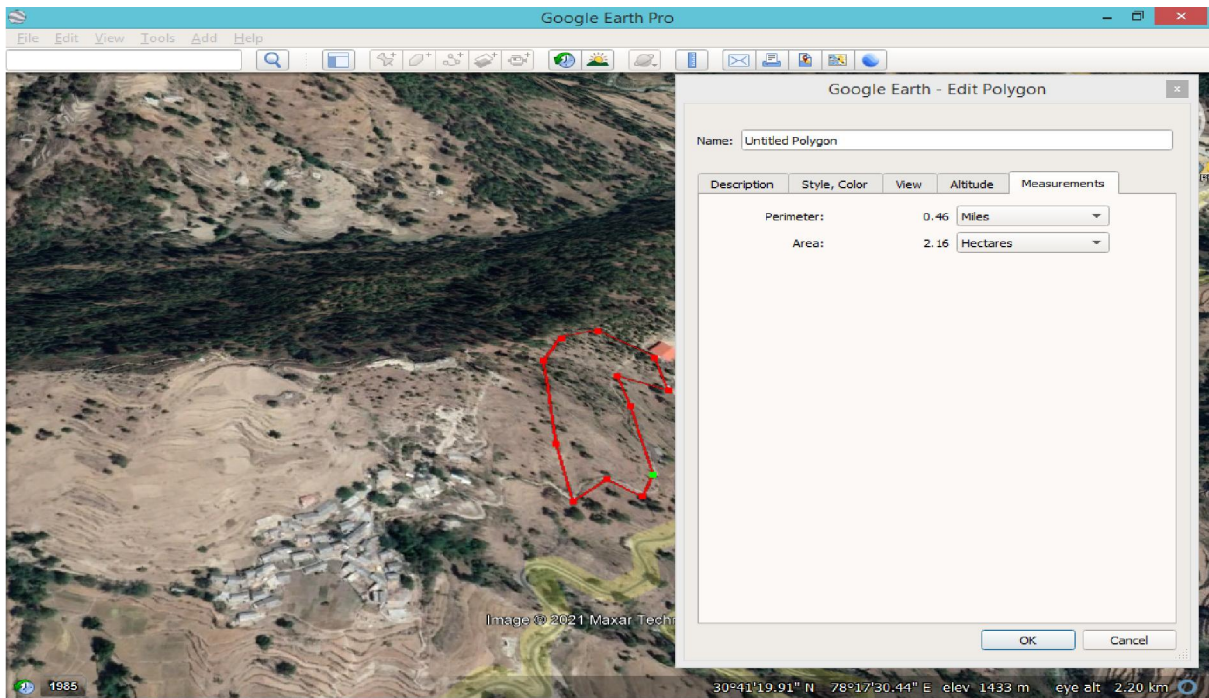 Google Earth Pro
File Edit View Tools Add Help
Google Earth - Edit Polygon
Name: Untitled Polygon
Description Style, Color View Altitude Measurements
Perimeter: 0.46 Miles
Area: 2.16 Hectares
Image © 2021 Maxar Techn
OK Cancel
1985
30°41'19.91" N 78°17'30.44" E elev 1433 m eye alt 2.20 km